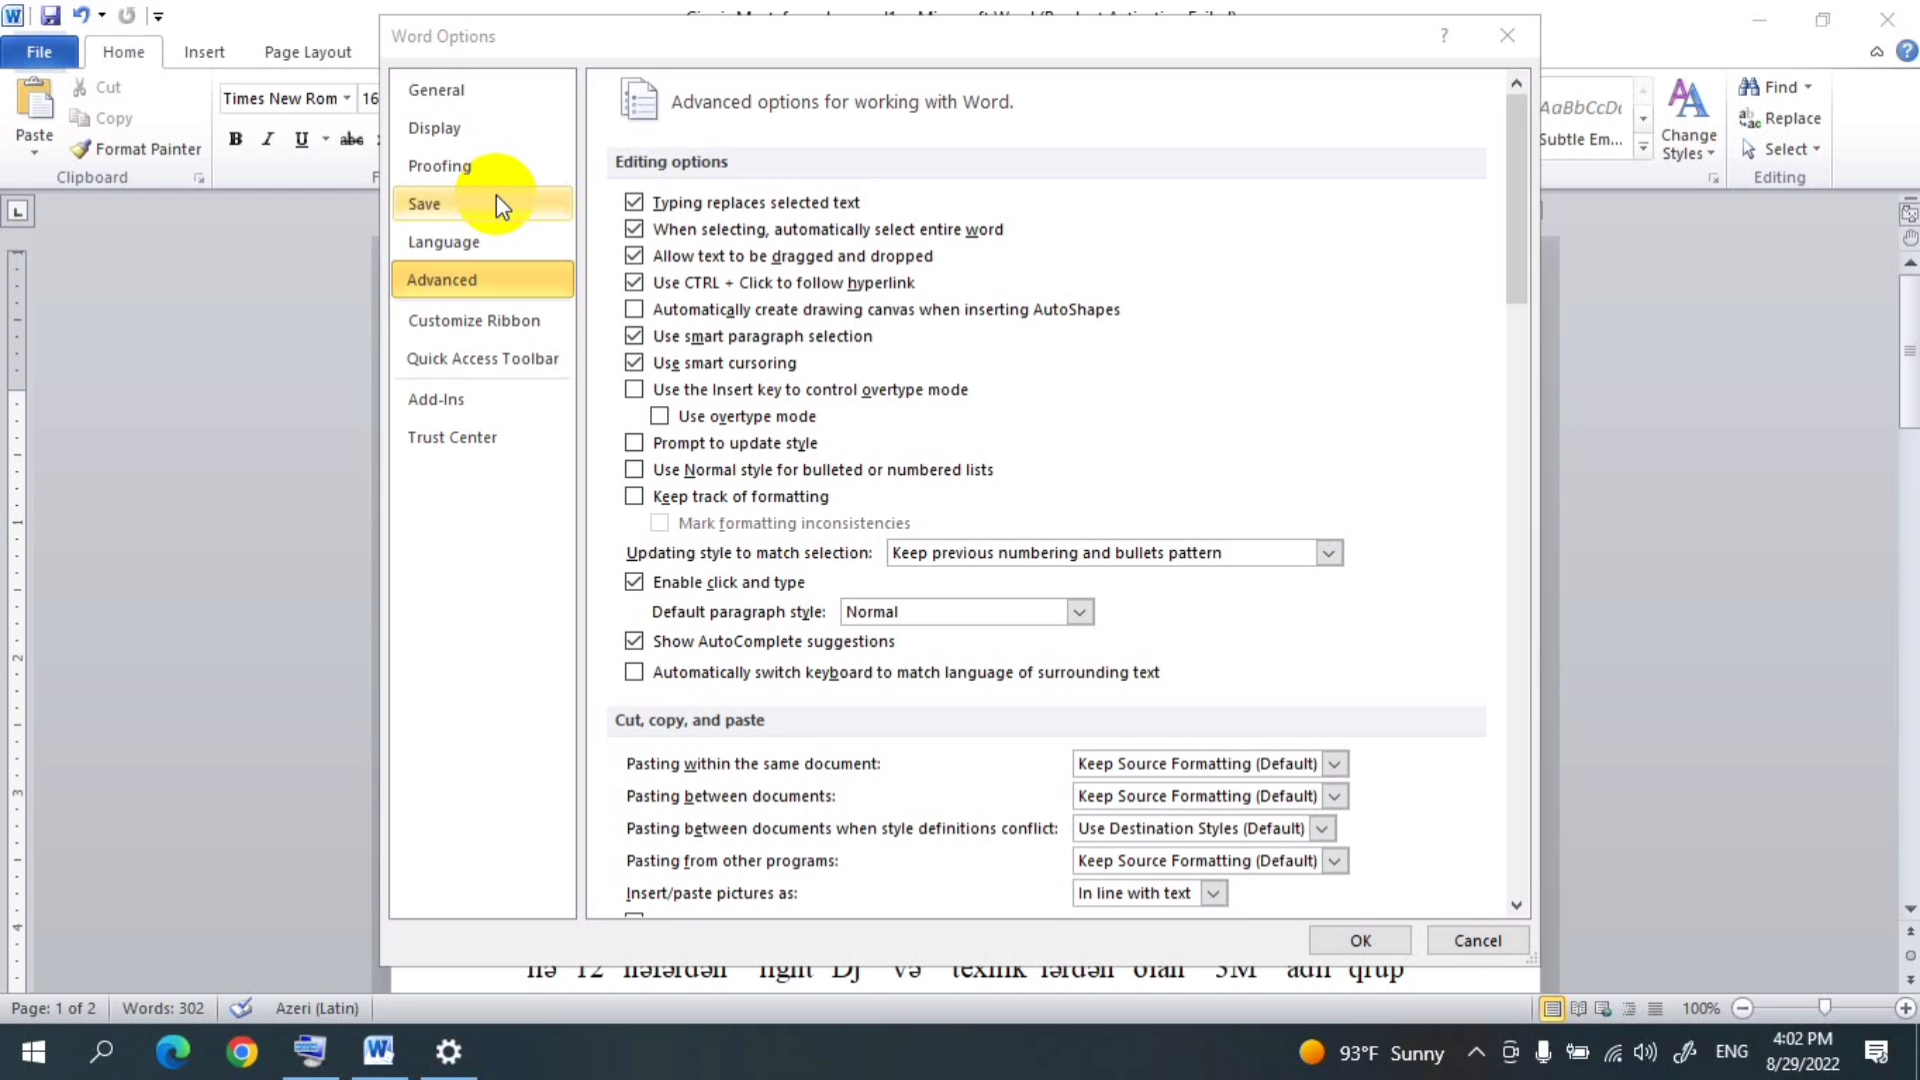 Word Options
File
Home
Insert
Page Layout
Cut
Copy
Paste
Format Painter
Clipboard
Times New Rom
16
B I U abc
AaBbCcDc
Subtle Em...
Change
Styles
Find
Replace
Select
Editing
General
Display
Proofing
Save
Language
Advanced
Customize Ribbon
Quick Access Toolbar
Add-Ins
Trust Center
Advanced options for working with Word.
Editing options
Typing replaces selected text
When selecting, automatically select entire word
Allow text to be dragged and dropped
Use CTRL + Click to follow hyperlink
Automatically create drawing canvas when inserting AutoShapes
Use smart paragraph selection
Use smart cursoring
Use the Insert key to control overtype mode
Use overtype mode
Prompt to update style
Use Normal style for bulleted or numbered lists
Keep track of formatting
Mark formatting inconsistencies
Updating style to match selection: Keep previous numbering and bullets pattern
Enable click and type
Default paragraph style: Normal
Show AutoComplete suggestions
Automatically switch keyboard to match language of surrounding text
Cut, copy, and paste
Pasting within the same document: Keep Source Formatting (Default)
Pasting between documents: Keep Source Formatting (Default)
Pasting between documents when style definitions conflict: Use Destination Styles (Default)
Pasting from other programs: Keep Source Formatting (Default)
Insert/paste pictures as: In line with text
OK
Cancel
1
2
3
4
Page: 1 of 2
Words: 302
Azeri (Latin)
100%
93°F Sunny
ENG
4:02 PM
8/29/2022